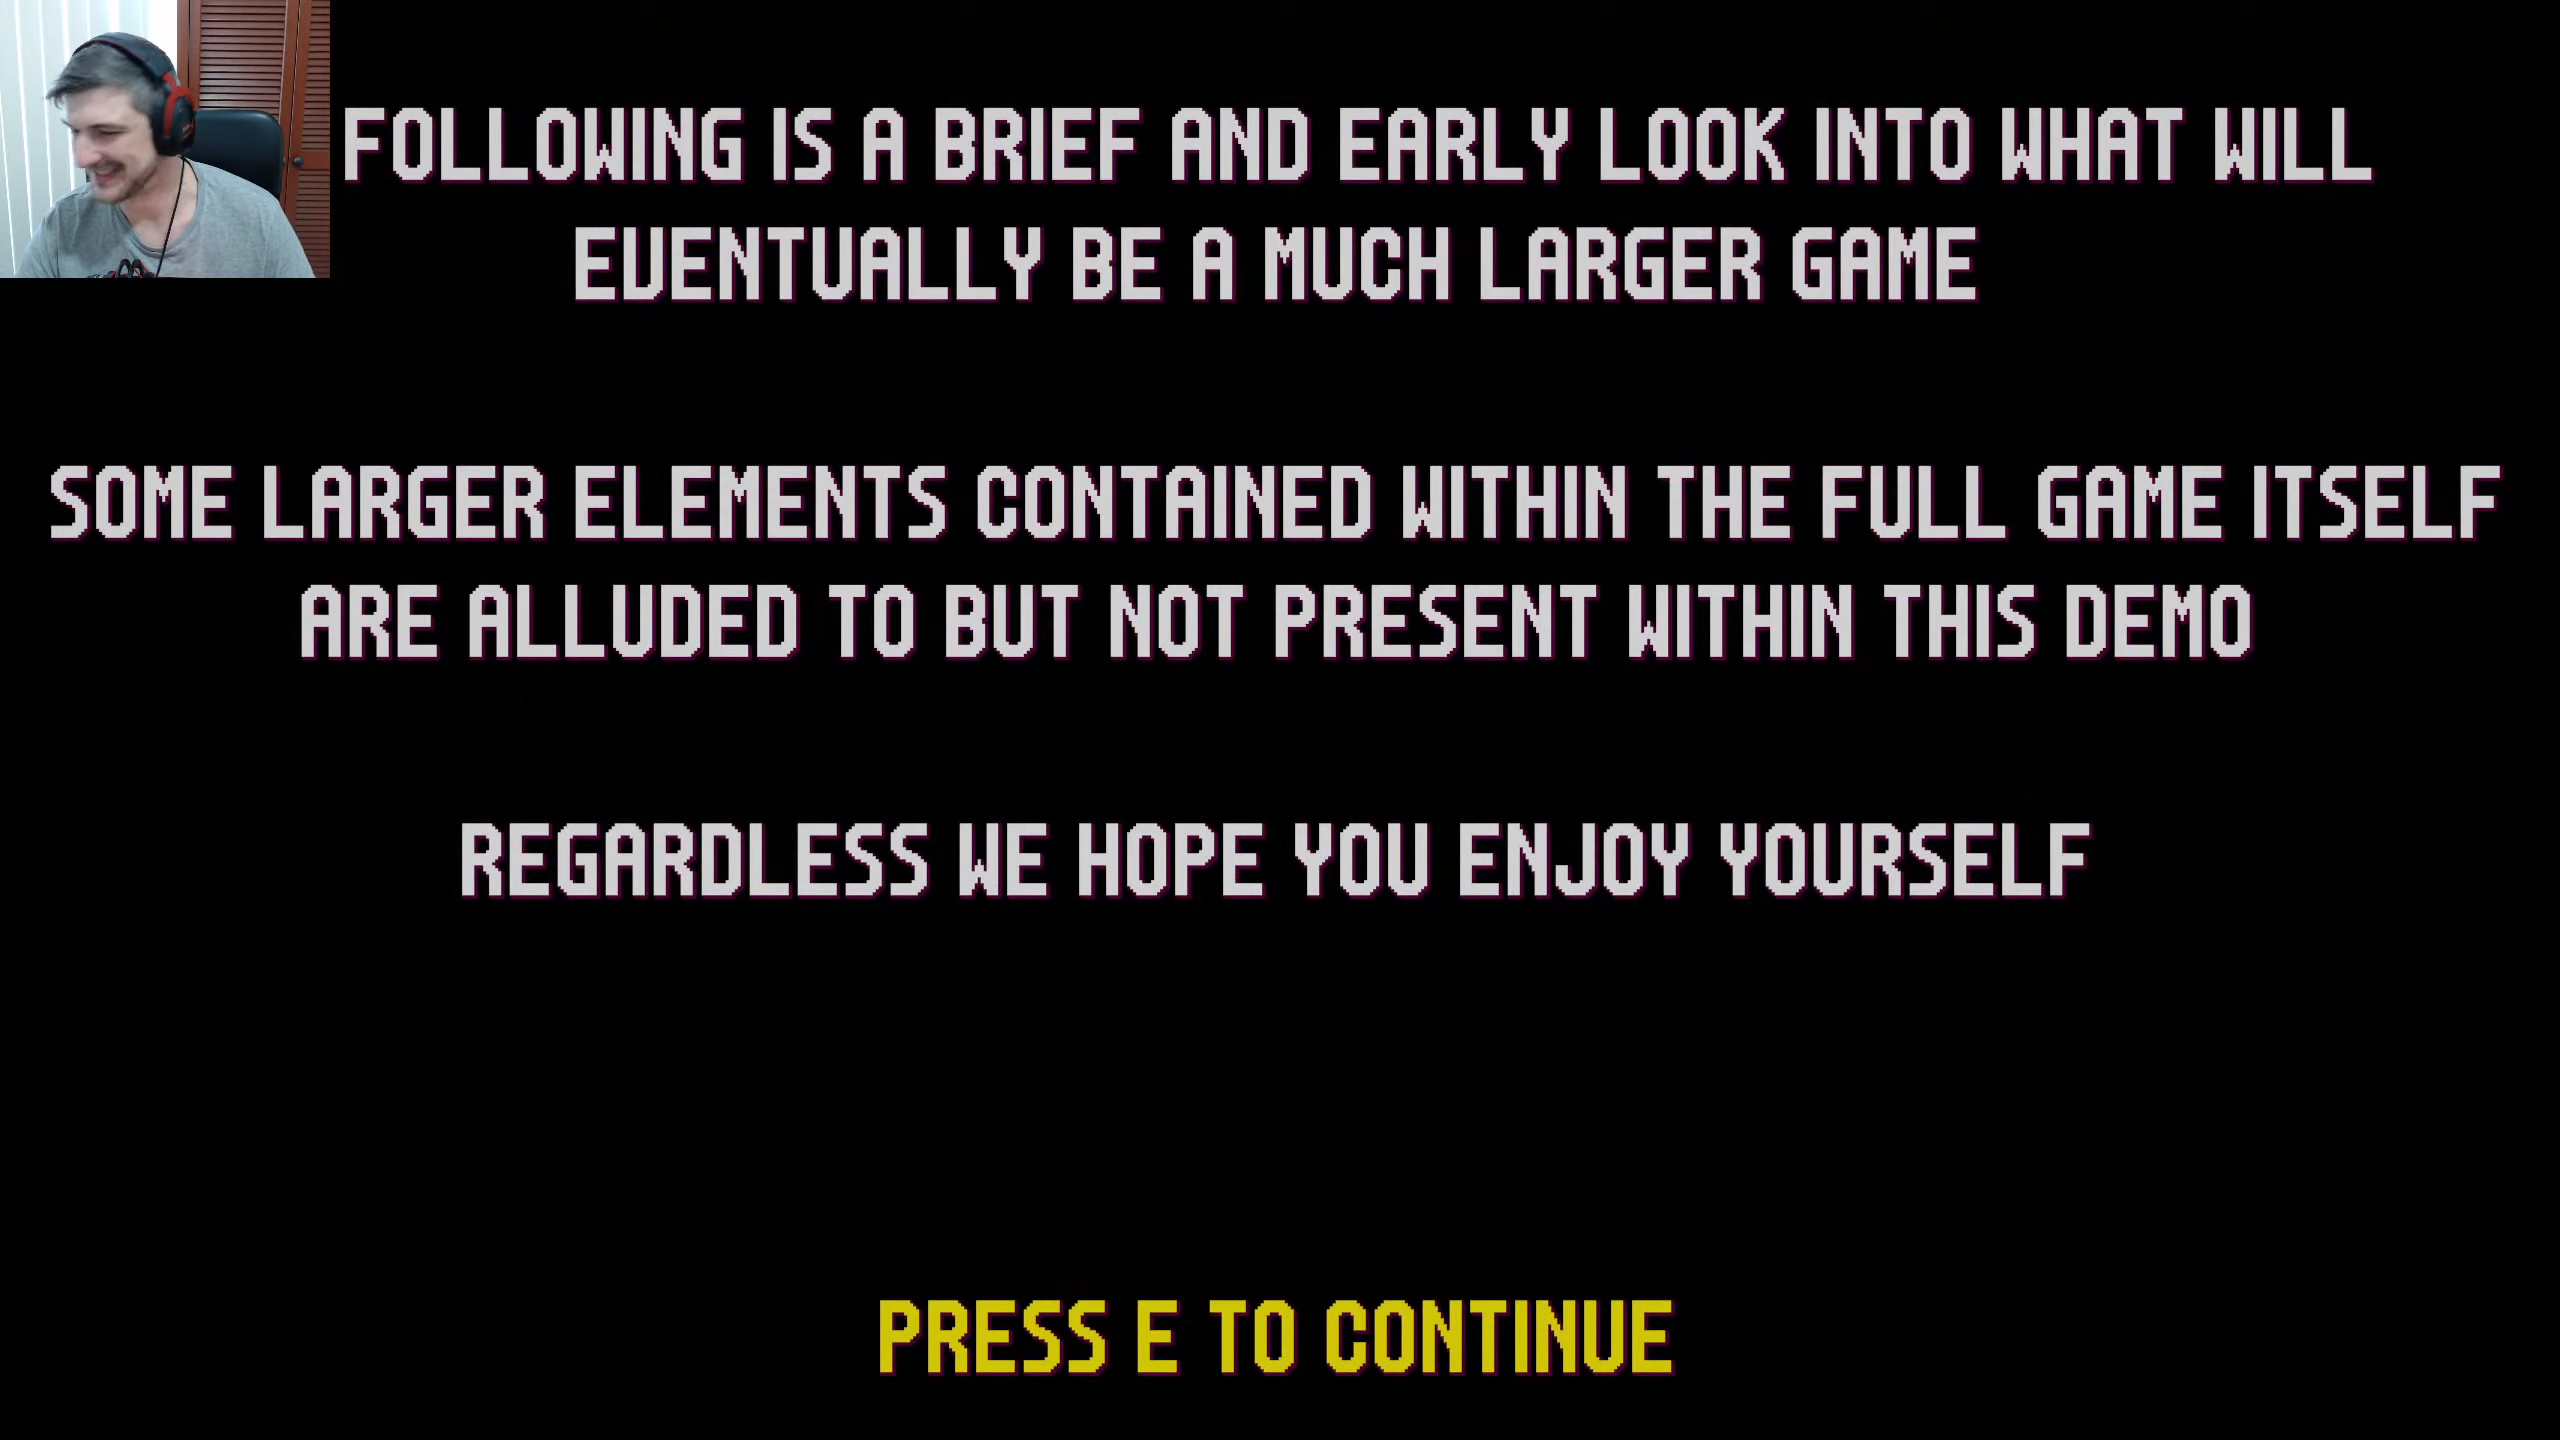 FOLLOWING IS A BRIEF AND EARLY LOOK INTO WHAT WILL
EVENTUALLY BE A MUCH LARGER GAME
SOME LARGER ELEMENTS CONTAINED WITHIN THE FULL GAME ITSELF
ARE ALLUDED TO BUT NOT PRESENT WITHIN THIS DEMO
REGARDLESS WE HOPE YOU ENJOY YOURSELF
PRESS E TO CONTINUE